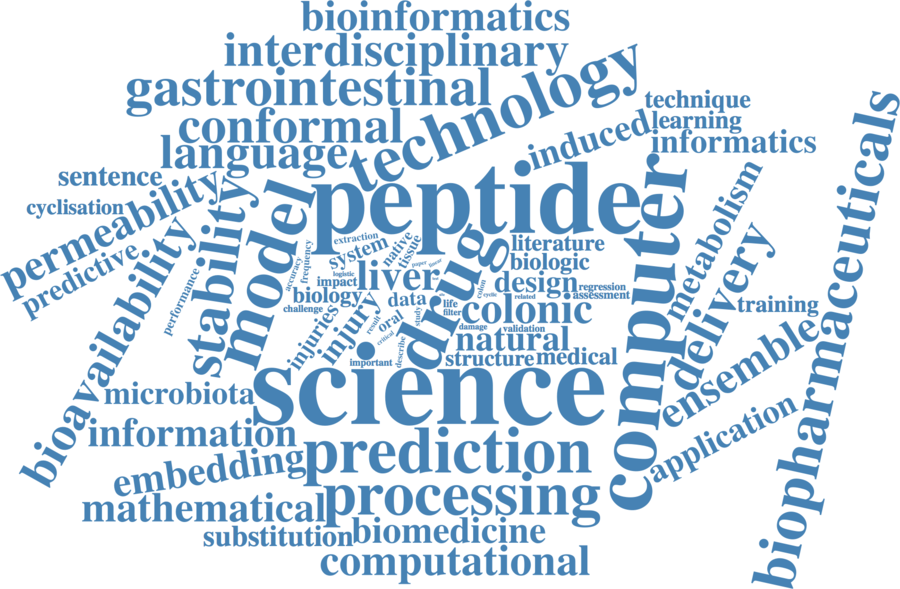 bioinformatics
interdisciplinary
gastrointestinal
technology
conformal
language
technique
learning
informatics
induced
sentence
cyclisation
permeability
predictive
bioavailability
performance
stability
model
peptide
computer
metabolism
biopharmaceuticals
extraction
system
native
tissue
frequency
accuracy
logistic
impact
liver
paper
linear
drug
literature
biologic
design
regression
assessment
colon
cyclic
related
biology
challenge
data
life
filter
study
colonic
delivery
training
injuries
injury
result
oral
critical
describe
damage
validation
natural
structure
medical
important
ensemble
microbiota
science
information
prediction
application
embedding
processing
mathematical
substitution
biomedicine
computational